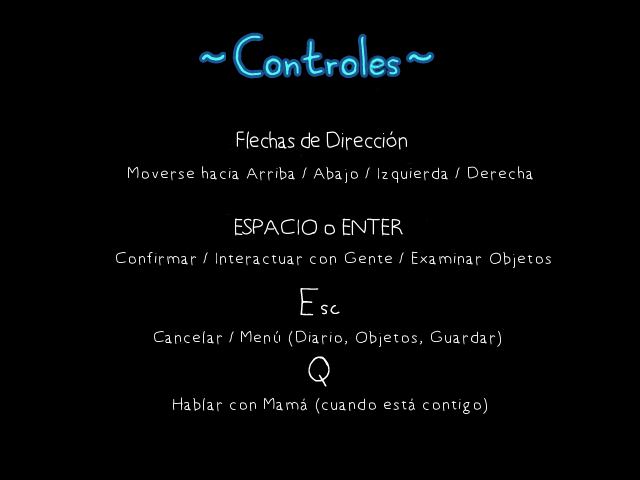 ~Controles~
Flechas de Dirección
Moverse hacia Arriba / Abajo / Izquierda / Derecha
ESPACIO o ENTER
Confirmar / Interactuar con Gente / Examinar Objetos
Esc
Cancelar / Menú (Diario, Objetos, Guardar)
Q
Hablar con Mamá (cuando está contigo)